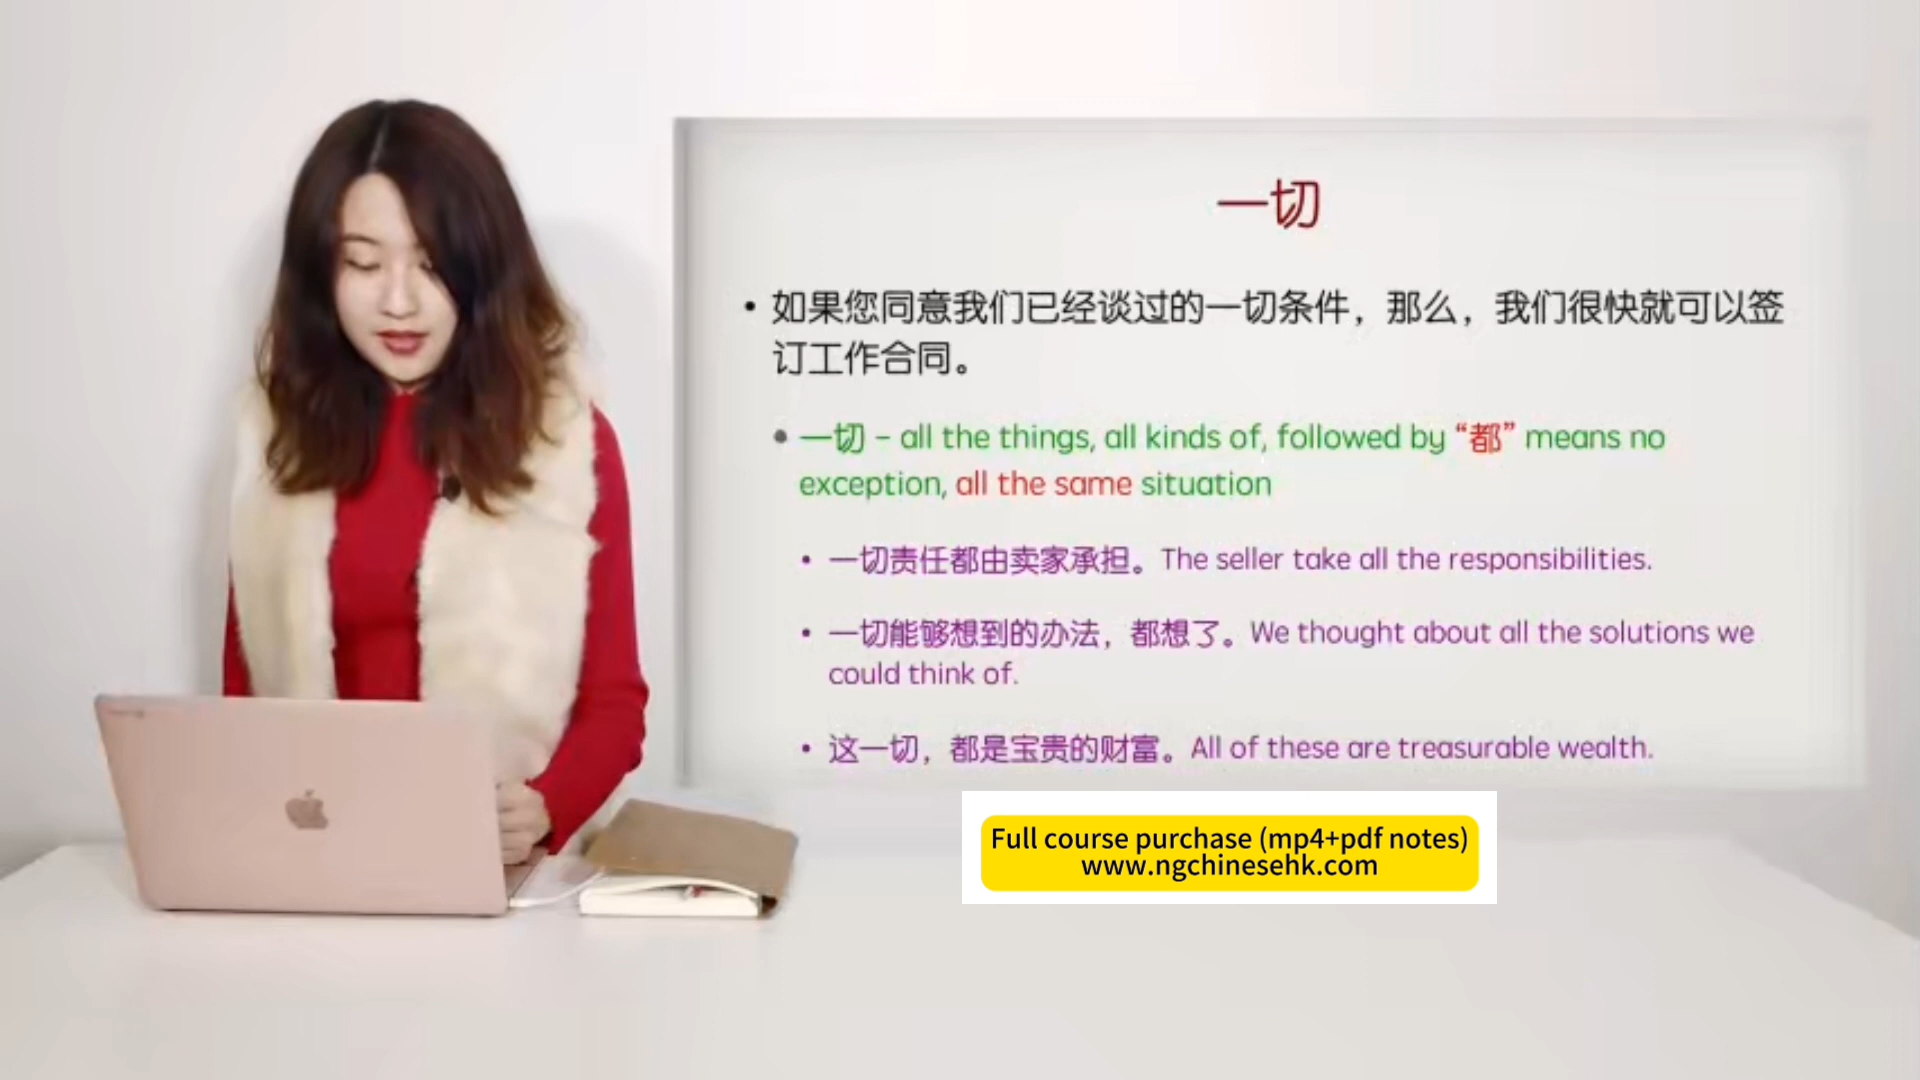 一切
• 如果您同意我们已经谈过的一切条件，那么，我们很快就可以签
订工作合同。
• 一切 – all the things, all kinds of, followed by “都” means no
exception, all the same situation
• 一切责任都由卖家承担。The seller take all the responsibilities.
• 一切能够想到的办法，都想了。We thought about all the solutions we
could think of.
• 这一切，都是宝贵的财富。All of these are treasurable wealth.
Full course purchase (mp4+pdf notes)
www.ngchinesehk.com